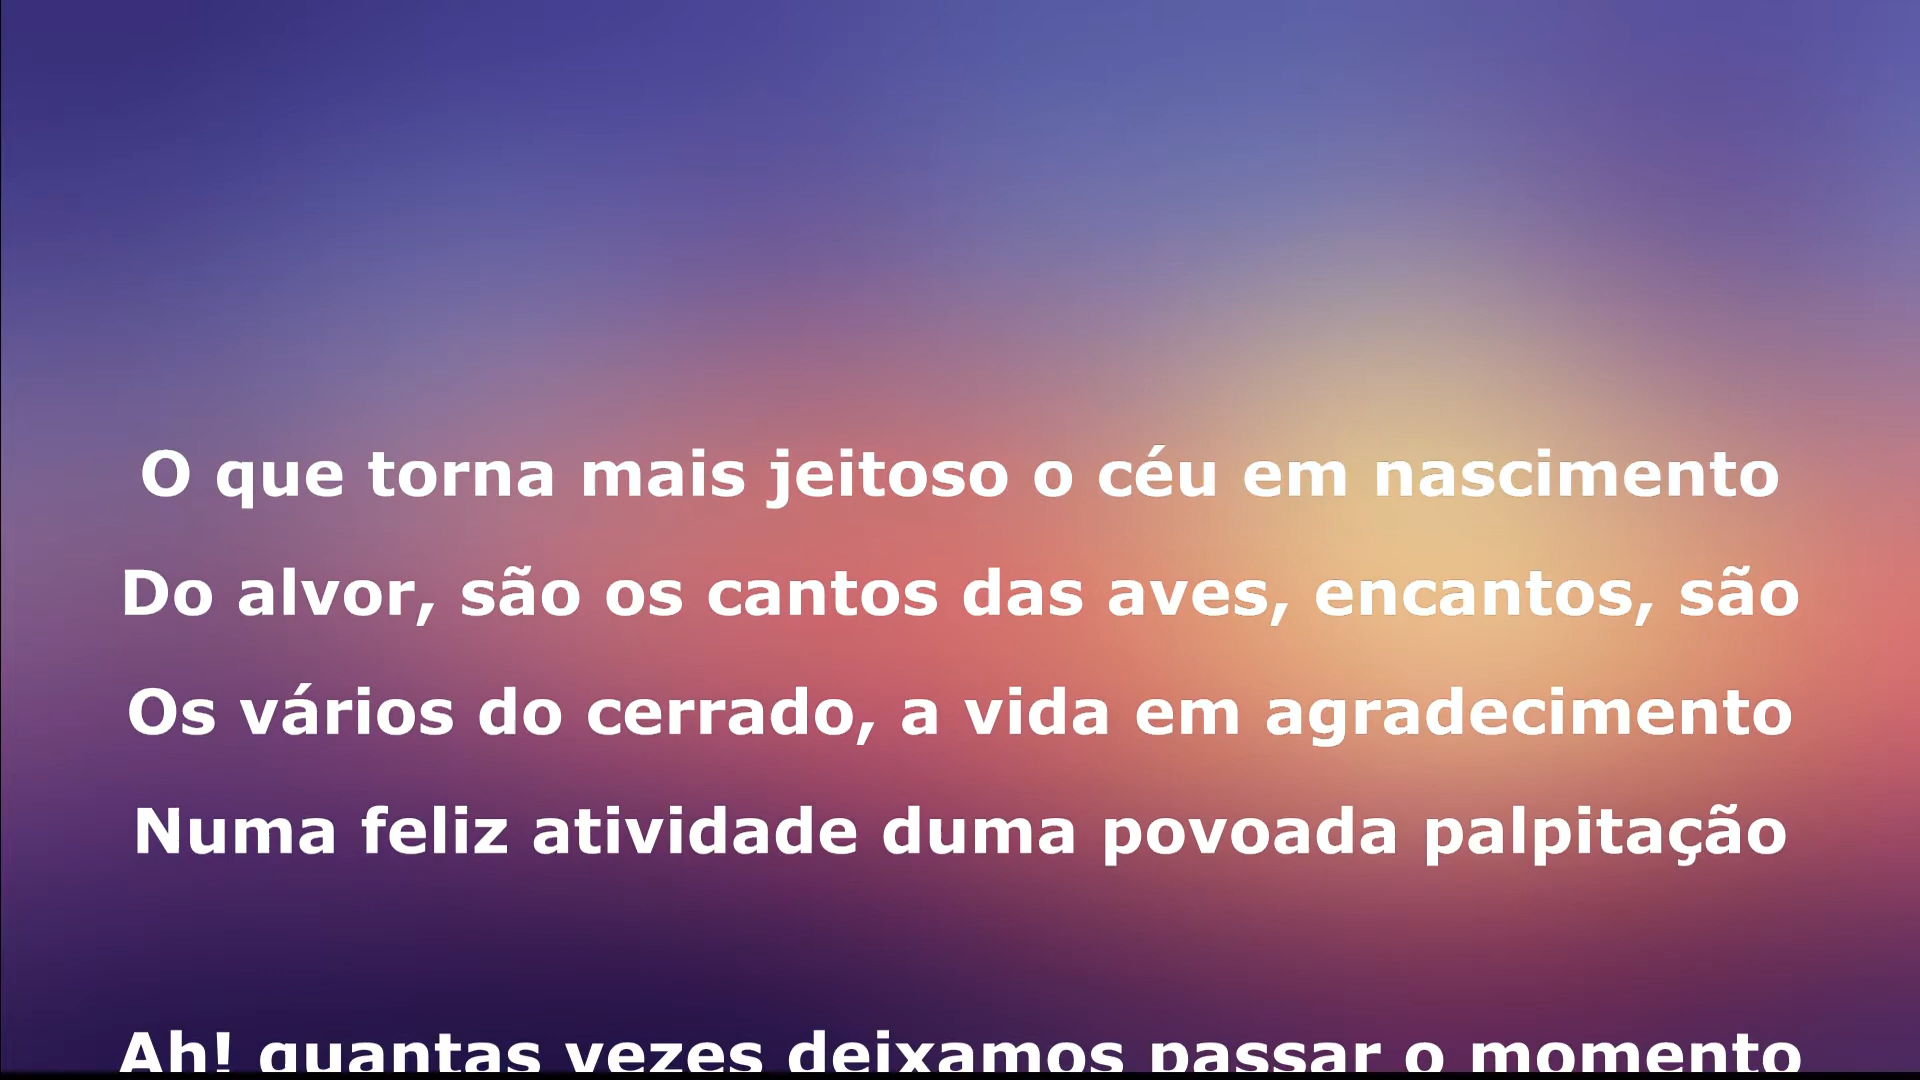 O que torna mais jeitoso o céu em nascimento
Do alvor, são os cantos das aves, encantos, são
Os vários do cerrado, a vida em agradecimento
Numa feliz atividade duma povoada palpitação
Ah! quantas vezes deixamos passar o momento